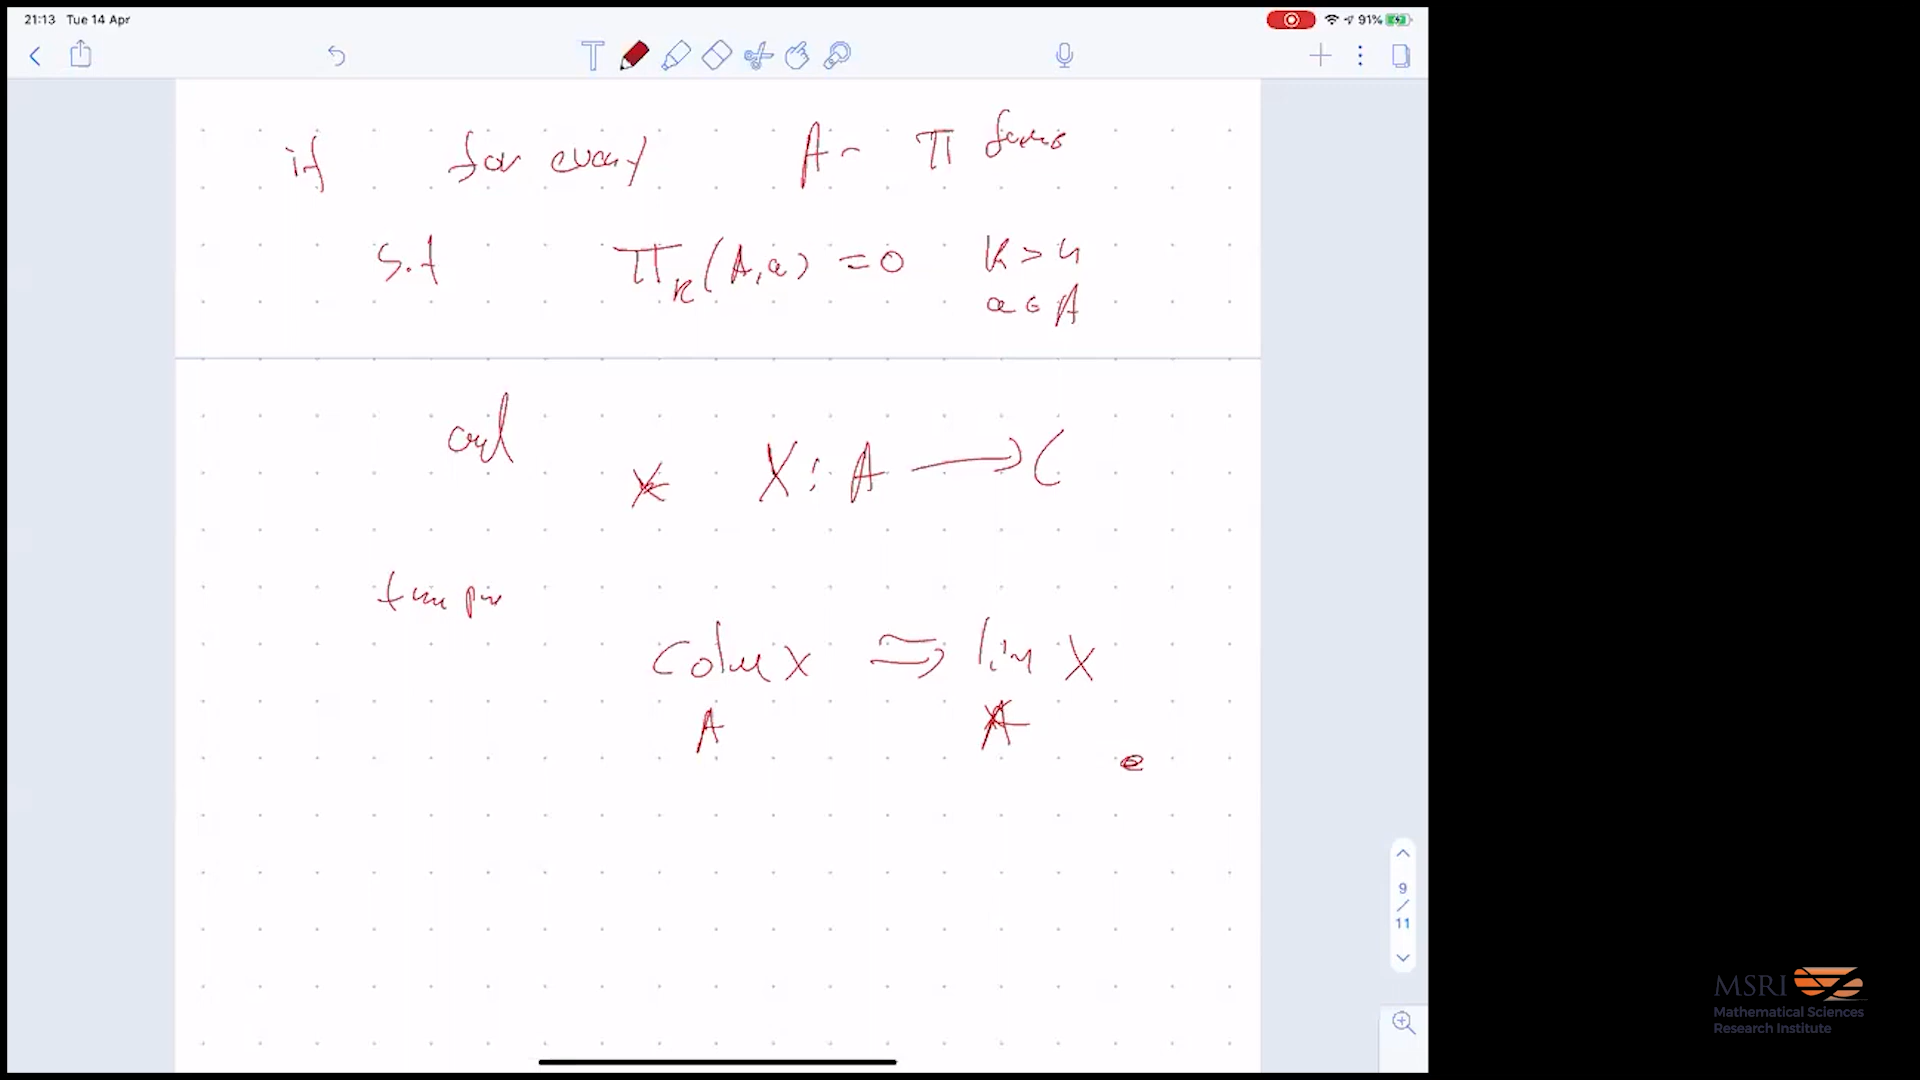 21:13 Tue 14 Apr
91%
if for every A - π
s.t π_k (A, a) = 0 k > n
a ∈ A
and * X : A → C
colim X ⇒ lim X
A A
9
/
11
MSRI
Mathematical Sciences
Research Institute